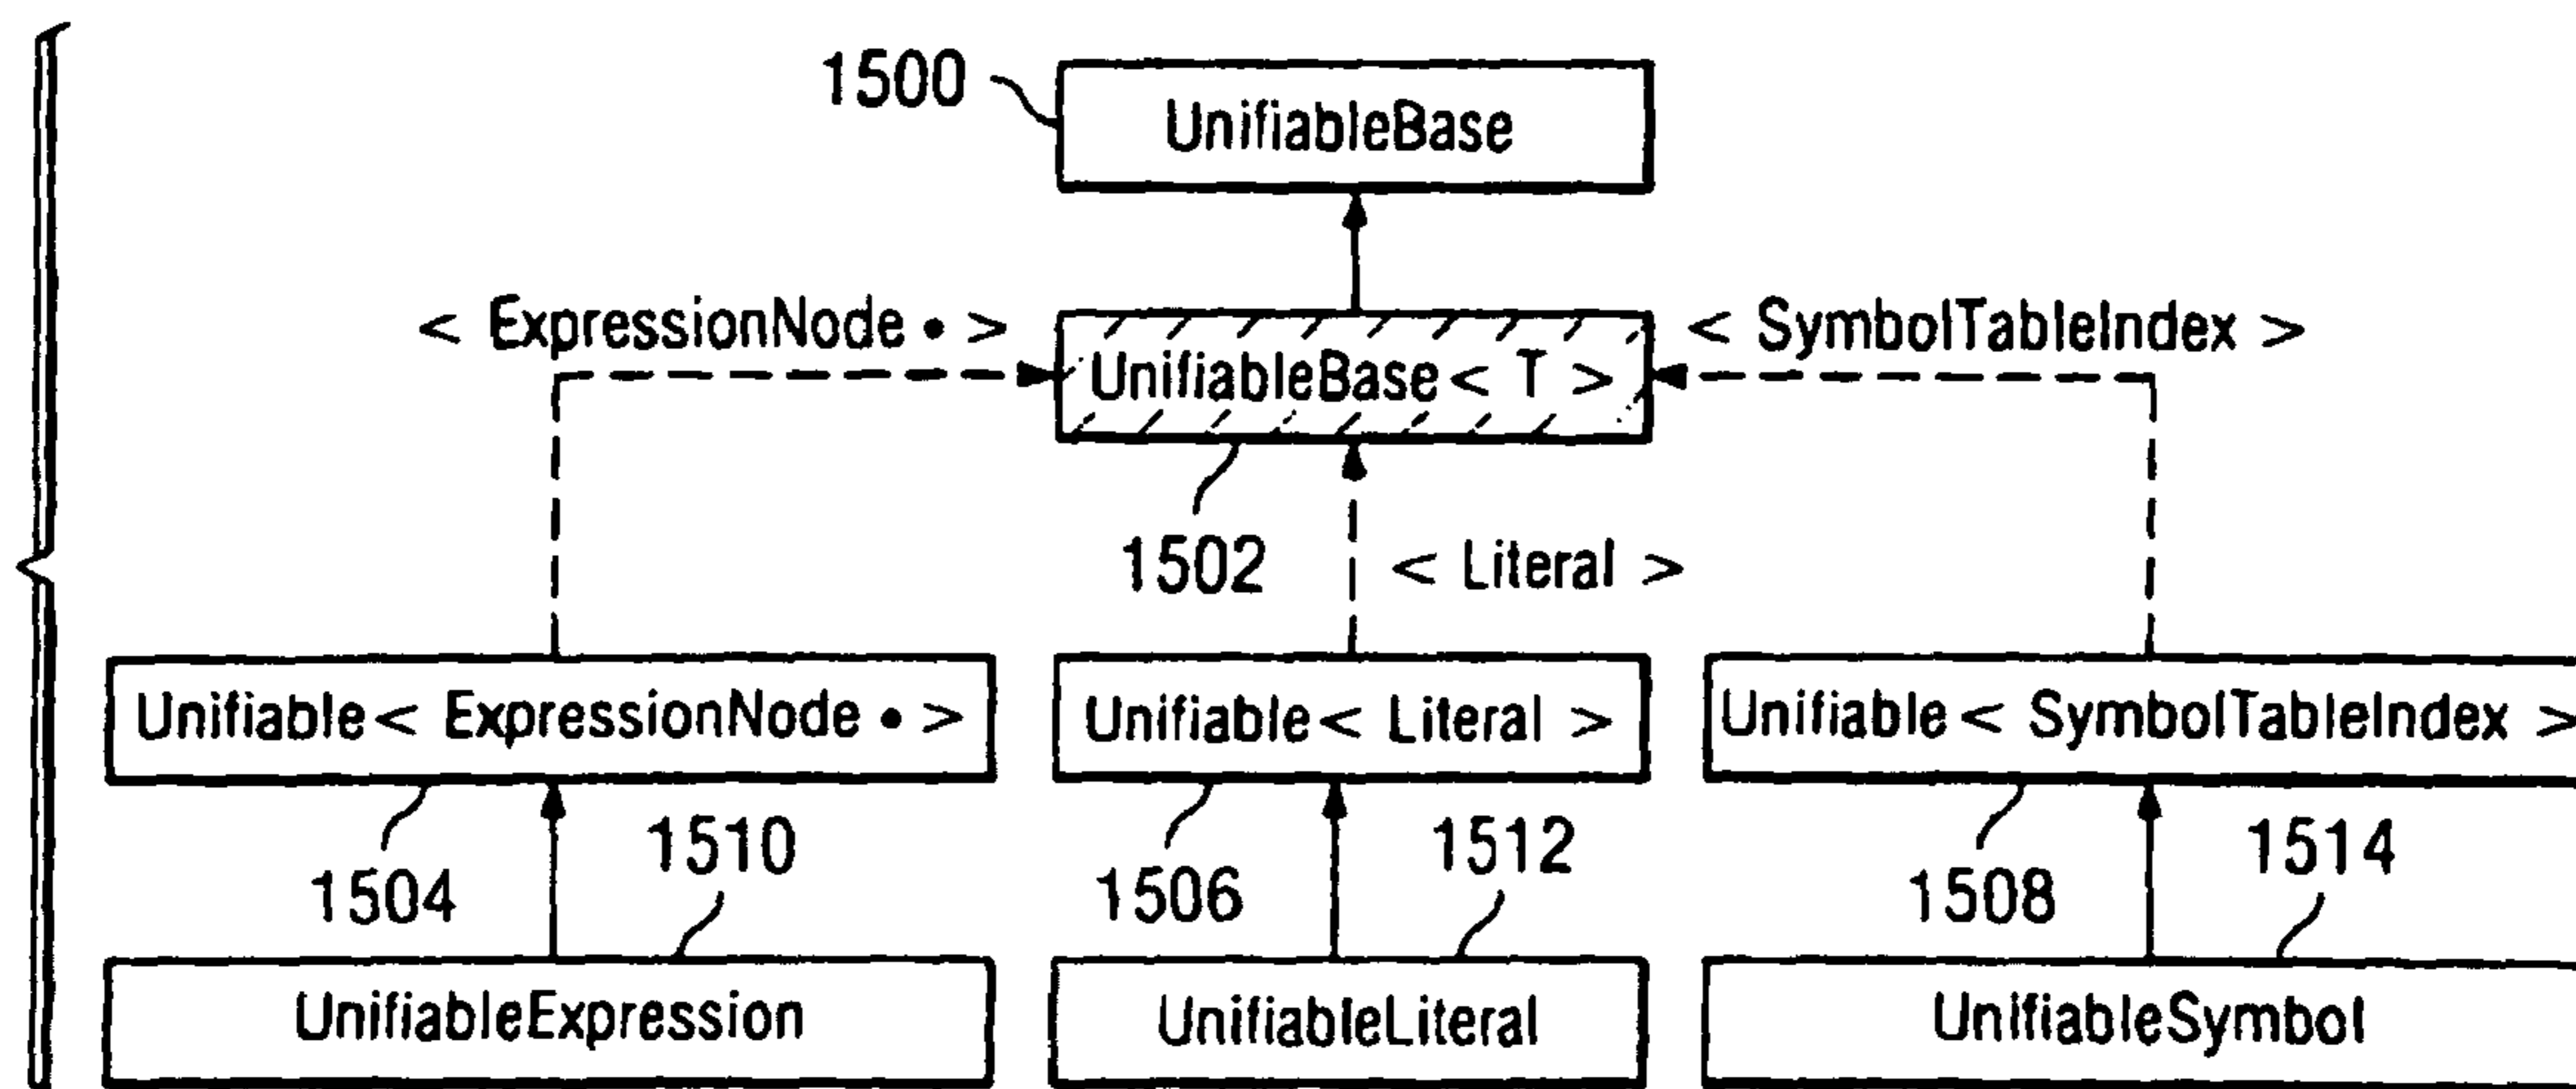 1500
UnifiableBase
< ExpressionNode • >
< SymbolTableIndex >
UnifiableBase < T >
1502
< Literal >
Unifiable < ExpressionNode • >
Unifiable < Literal >
Unifiable < SymbolTableIndex >
1504
1510
1506
1512
1508
1514
UnifiableExpression
UnifiableLiteral
UnifiableSymbol